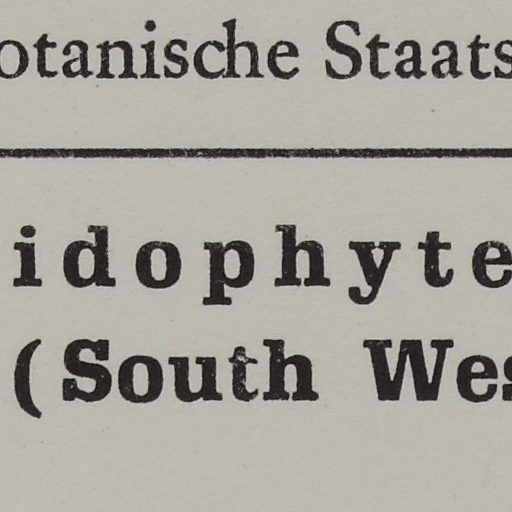 otanische Staats
idophyte
(South Wes